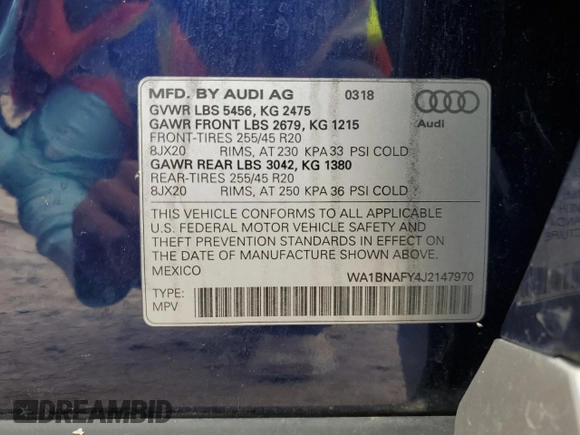 MFD. BY AUDI AG 0318
GVWR LBS 5456, KG 2475
GAWR FRONT LBS 2679, KG 1215
FRONT-TIRES 255/45 R20
8JX20 RIMS, AT 230 KPA 33 PSI COLD
GAWR REAR LBS 3042, KG 1380
REAR-TIRES 255/45 R20
8JX20 RIMS, AT 250 KPA 36 PSI COLD
Audi
THIS VEHICLE CONFORMS TO ALL APPLICABLE
U.S. FEDERAL MOTOR VEHICLE SAFETY AND
THEFT PREVENTION STANDARDS IN EFFECT ON
THE DATE OF MANUFACTURE SHOWN ABOVE.
MEXICO
WA1BNAFY4J2147970
TYPE:
MPV
DREAMBID